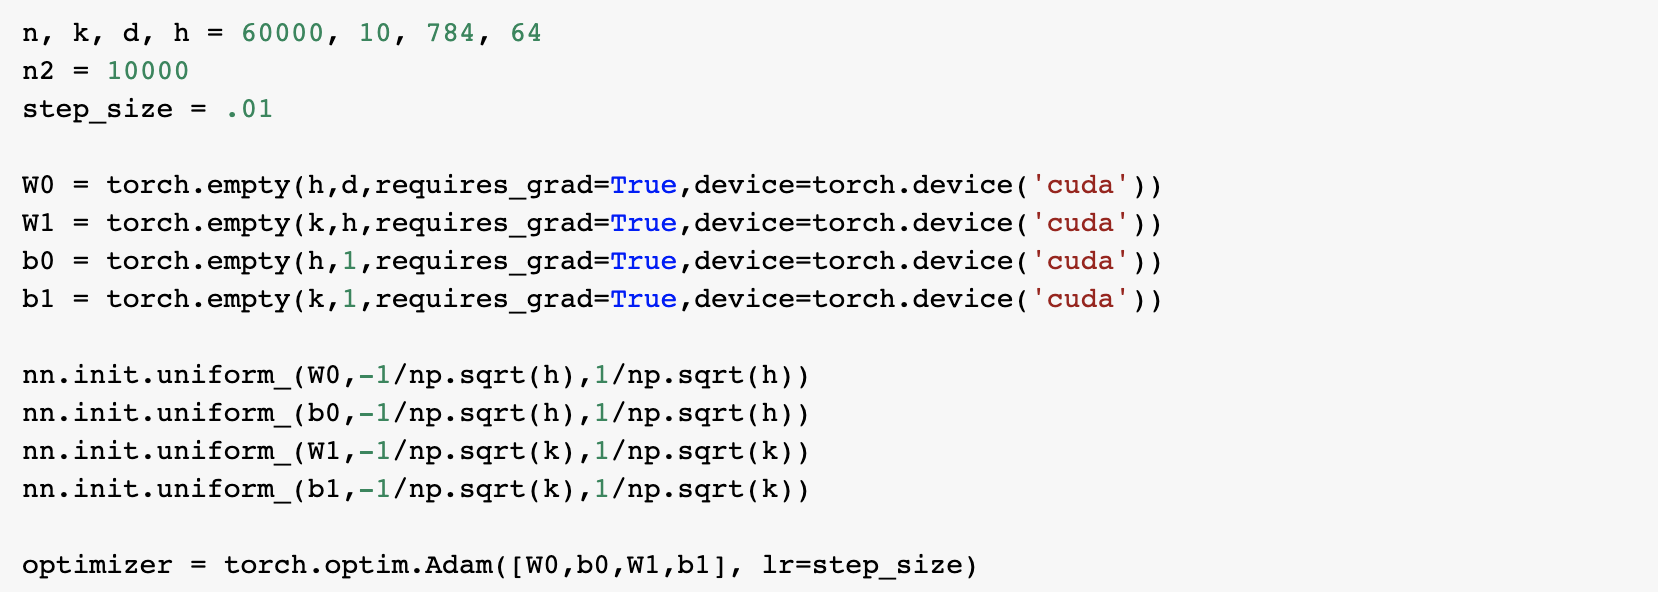 n, k, d, h = 60000, 10, 784, 64
n2 = 10000
step_size = .01
W0 = torch.empty(h,d,requires_grad=True,device=torch.device('cuda'))
W1 = torch.empty(k,h,requires_grad=True,device=torch.device('cuda'))
b0 = torch.empty(h,1,requires_grad=True,device=torch.device('cuda'))
b1 = torch.empty(k,1,requires_grad=True,device=torch.device('cuda'))
nn.init.uniform_(W0,-1/np.sqrt(h),1/np.sqrt(h))
nn.init.uniform_(b0,-1/np.sqrt(h),1/np.sqrt(h))
nn.init.uniform_(W1,-1/np.sqrt(k),1/np.sqrt(k))
nn.init.uniform_(b1,-1/np.sqrt(k),1/np.sqrt(k))
optimizer = torch.optim.Adam([W0,b0,W1,b1], lr=step_size)